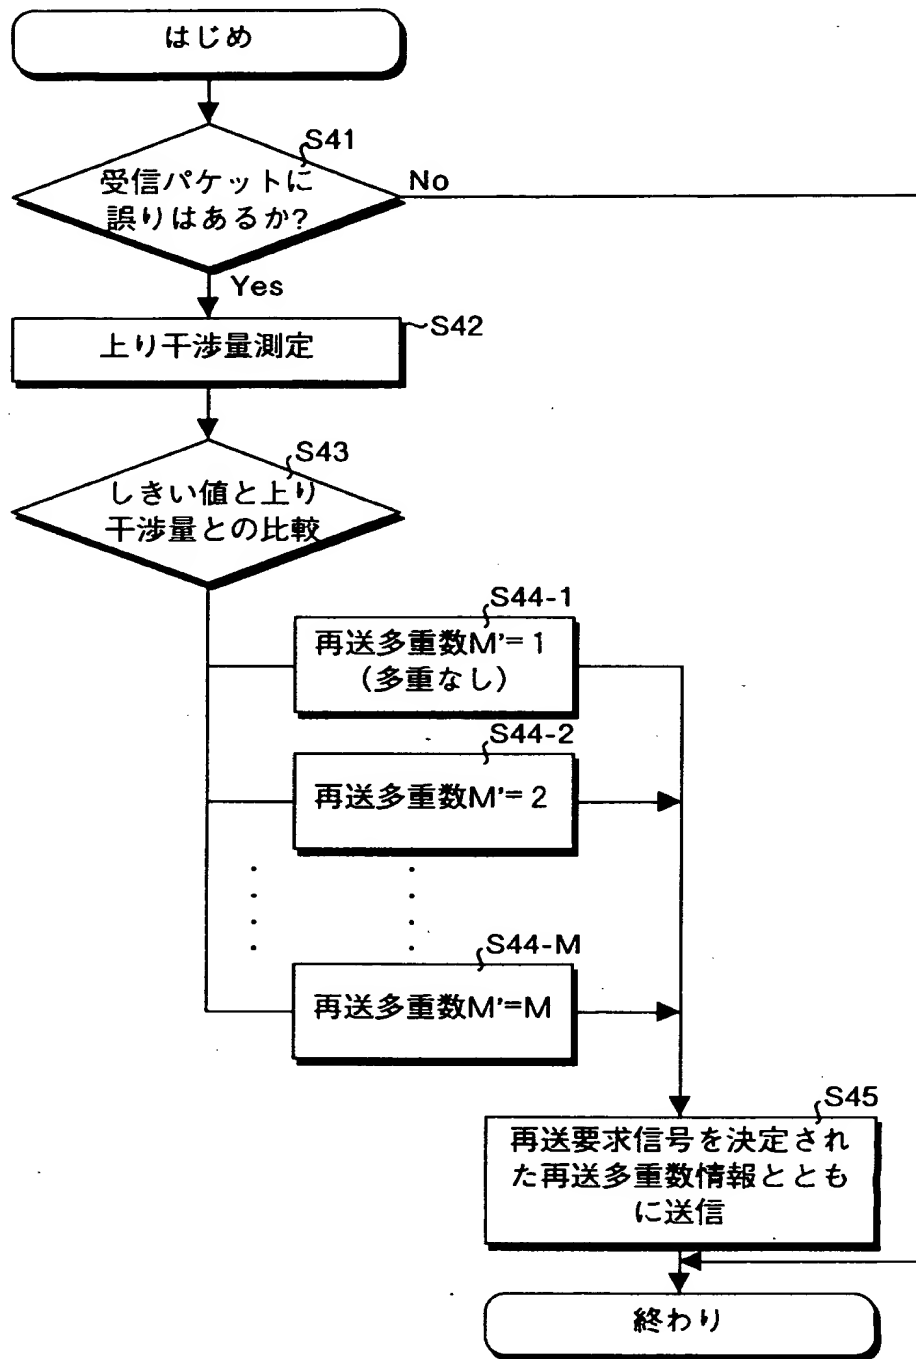 はじめ
S41
受信パケットに
誤りはあるか?
No
Yes
上り干渉量測定
S42
S43
しきい値と上り
干渉量との比較
S44-1
再送多重数M'=1
(多重なし)
S44-2
再送多重数M'=2
S44-M
再送多重数M'=M
S45
再送要求信号を決定され
た再送多重数情報ととも
に送信
終わり